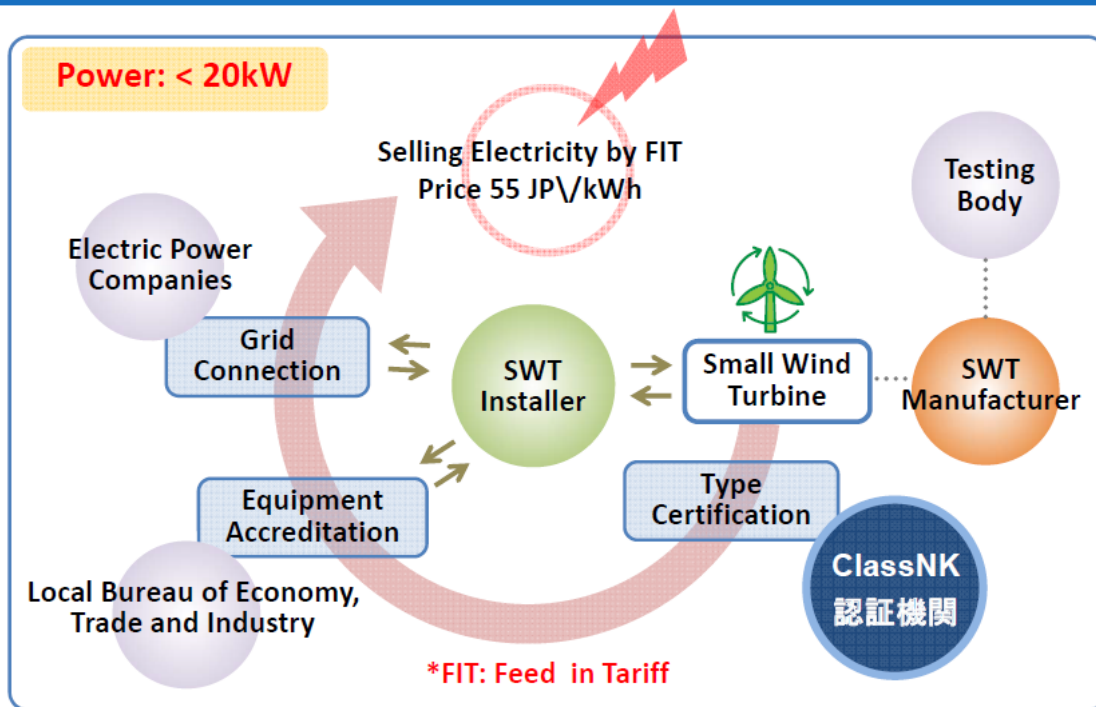 Power: < 20kW
Selling Electricity by FIT
Price 55 JP\/kWh
Testing
Body
Electric Power
Companies
Grid
Connection
SWT
Installer
Small Wind
Turbine
SWT
Manufacturer
Equipment
Accreditation
Type
Certification
ClassNK
認証機関
Local Bureau of Economy,
Trade and Industry
*FIT: Feed in Tariff